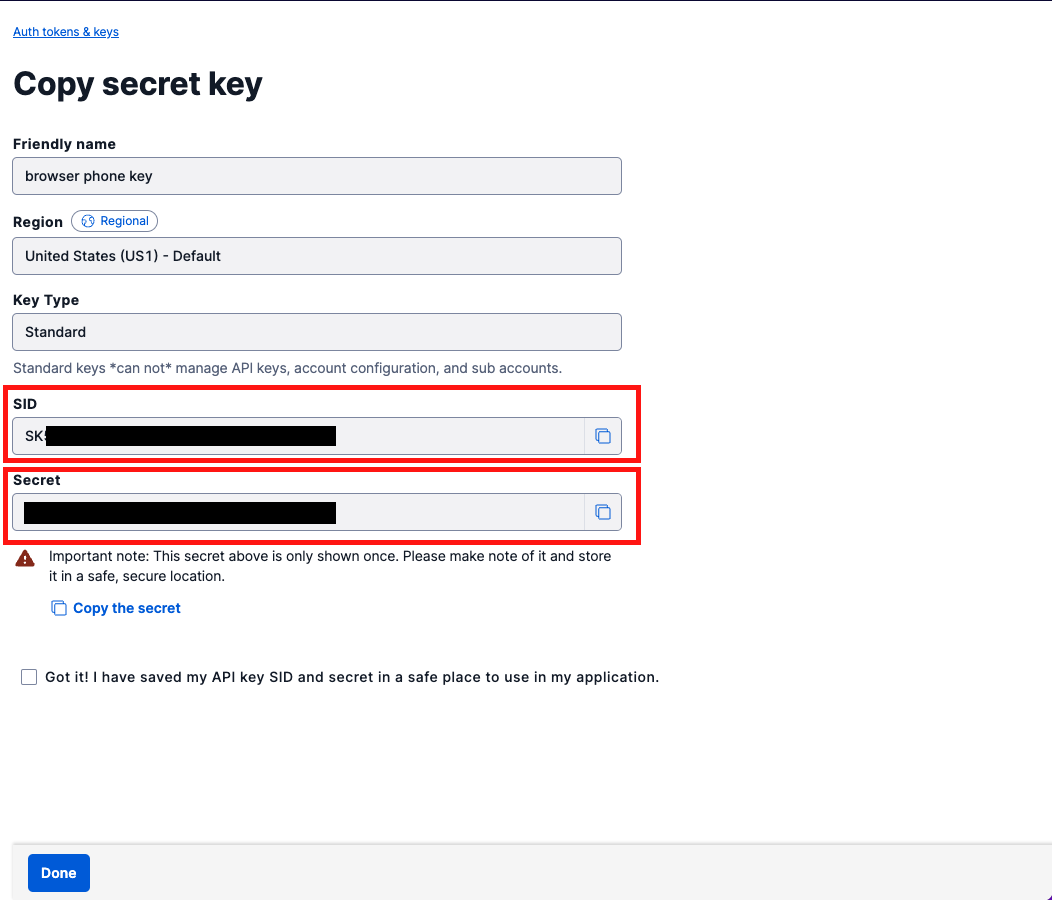 Auth tokens & keys
Copy secret key
Friendly name
browser phone key
Region Regional
United States (US1) - Default
Key Type
Standard
Standard keys *can not* manage API keys, account configuration, and sub accounts.
SID
SK
Secret
Important note: This secret above is only shown once. Please make note of it and store
it in a safe, secure location.
Copy the secret
Got it! I have saved my API key SID and secret in a safe place to use in my application.
Done